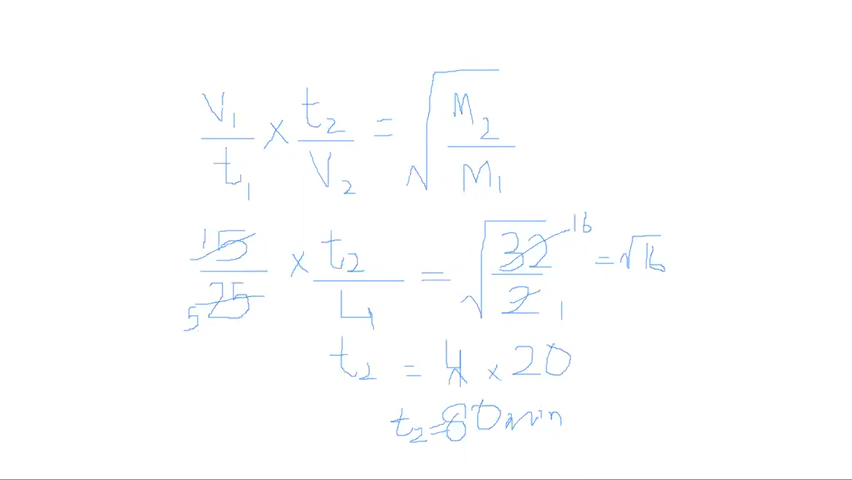 V₁/t₁ × t₂/V₂ = √(M₂/M₁)
15/25 5 × t₂/4 = √(32/2) 16 1 = √16
t₂ = 4 × 20
t₂ = 80 min